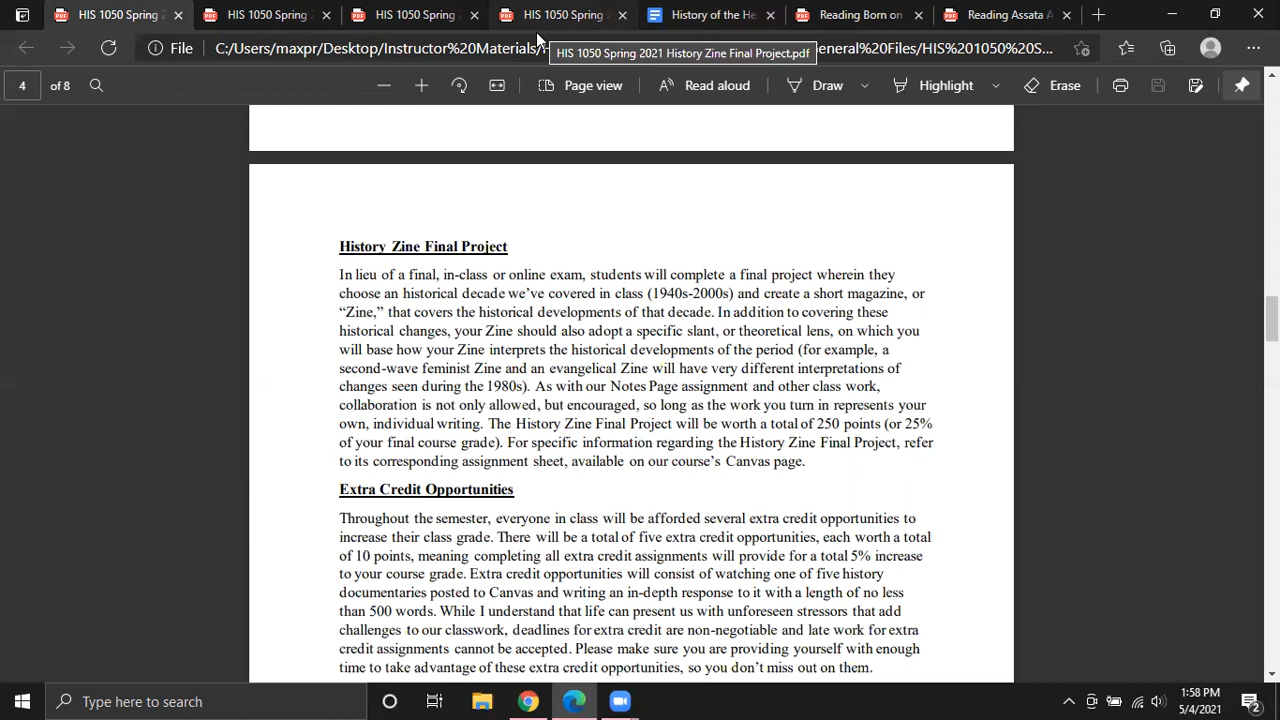 HIS 1050 Spring
HIS 1050 Spring
HIS 1050 Spring
HIS 1050 Spring
History of the He
Reading Born on
Reading Assata A
File
C:/Users/maxpr/Desktop/Instructor%20Materials/
eneral%20Files/HIS%201050%20S...
HIS 1050 Spring 2021 History Zine Final Project.pdf
4 of 8
Page view
Read aloud
Draw
Highlight
Erase
History Zine Final Project
In lieu of a final, in-class or online exam, students will complete a final project wherein they
choose an historical decade we've covered in class (1940s-2000s) and create a short magazine, or
“Zine,” that covers the historical developments of that decade. In addition to covering these
historical changes, your Zine should also adopt a specific slant, or theoretical lens, on which you
will base how your Zine interprets the historical developments of the period (for example, a
second-wave feminist Zine and an evangelical Zine will have very different interpretations of
changes seen during the 1980s). As with our Notes Page assignment and other class work,
collaboration is not only allowed, but encouraged, so long as the work you turn in represents your
own, individual writing. The History Zine Final Project will be worth a total of 250 points (or 25%
of your final course grade). For specific information regarding the History Zine Final Project, refer
to its corresponding assignment sheet, available on our course's Canvas page.
Extra Credit Opportunities
Throughout the semester, everyone in class will be afforded several extra credit opportunities to
increase their class grade. There will be a total of five extra credit opportunities, each worth a total
of 10 points, meaning completing all extra credit assignments will provide for a total 5% increase
to your course grade. Extra credit opportunities will consist of watching one of five history
documentaries posted to Canvas and writing an in-depth response to it with a length of no less
than 500 words. While I understand that life can present us with unforeseen stressors that add
challenges to our classwork, deadlines for extra credit are non-negotiable and late work for extra
credit assignments cannot be accepted. Please make sure you are providing yourself with enough
time to take advantage of these extra credit opportunities, so you don't miss out on them.
Type here to search
1:58 PM
5/4/2021
2